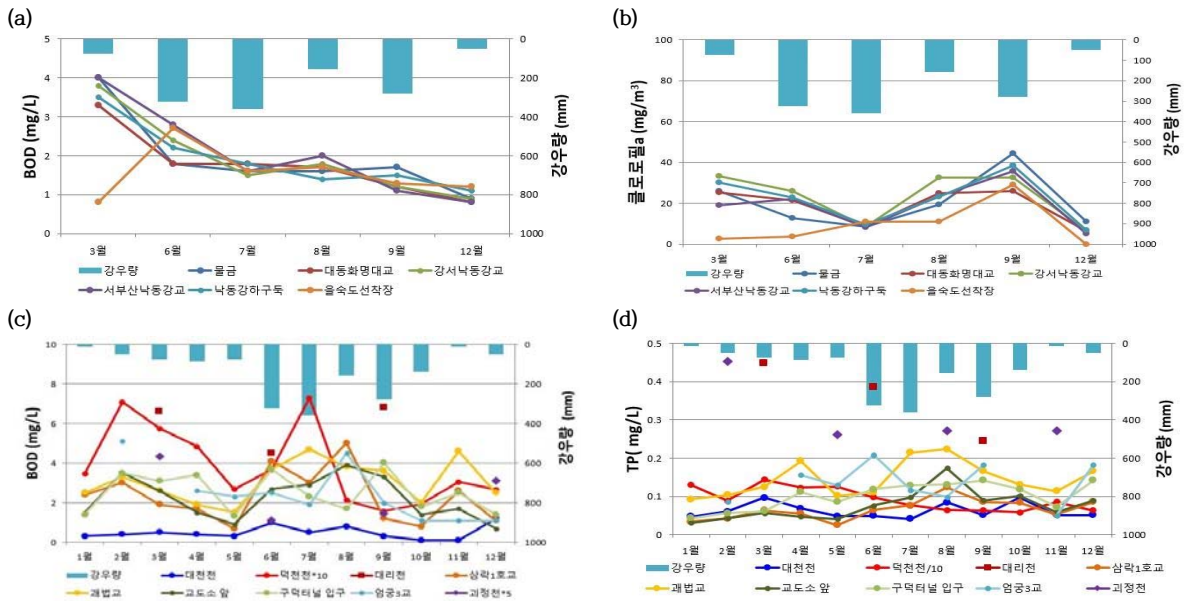 (a)
(b)
5
4
3
2
1
0
BOD (mg/L)
0
200
400
600
800
1000
강우량 (mm)
3월 6월 7월 8월 9월 12월
강우량 물금 대동화명대교 강서낙동강교
서부산낙동강교 낙동강하구둑 을숙도선착장
100
80
60
40
20
0
클로로필a (mg/m³)
0
100
200
300
400
500
600
700
800
900
1000
강우량 (mm)
3월 6월 7월 8월 9월 12월
강우량 물금 대동화명대교 강서낙동강교
서부산낙동강교 낙동강하구둑 을숙도선착장
(c)
(d)
10
8
6
4
2
0
BOD (mg/L)
0
200
400
600
800
1000
강우량 (mm)
1월 2월 3월 4월 5월 6월 7월 8월 9월 10월 11월 12월
강우량 대천천 덕천천*10 대리천 삼락1호교
괘법교 교도소 앞 구덕터널 입구 엄궁3교 괴정천*5
0.5
0.4
0.3
0.2
0.1
0
TP( mg/L)
0
200
400
600
800
1000
강우량 (mm)
1월 2월 3월 4월 5월 6월 7월 8월 9월 10월 11월 12월
강우량 대천천 덕천천/10 대리천 삼락1호교
괘법교 교도소 앞 구덕터널 입구 엄궁3교 괴정천